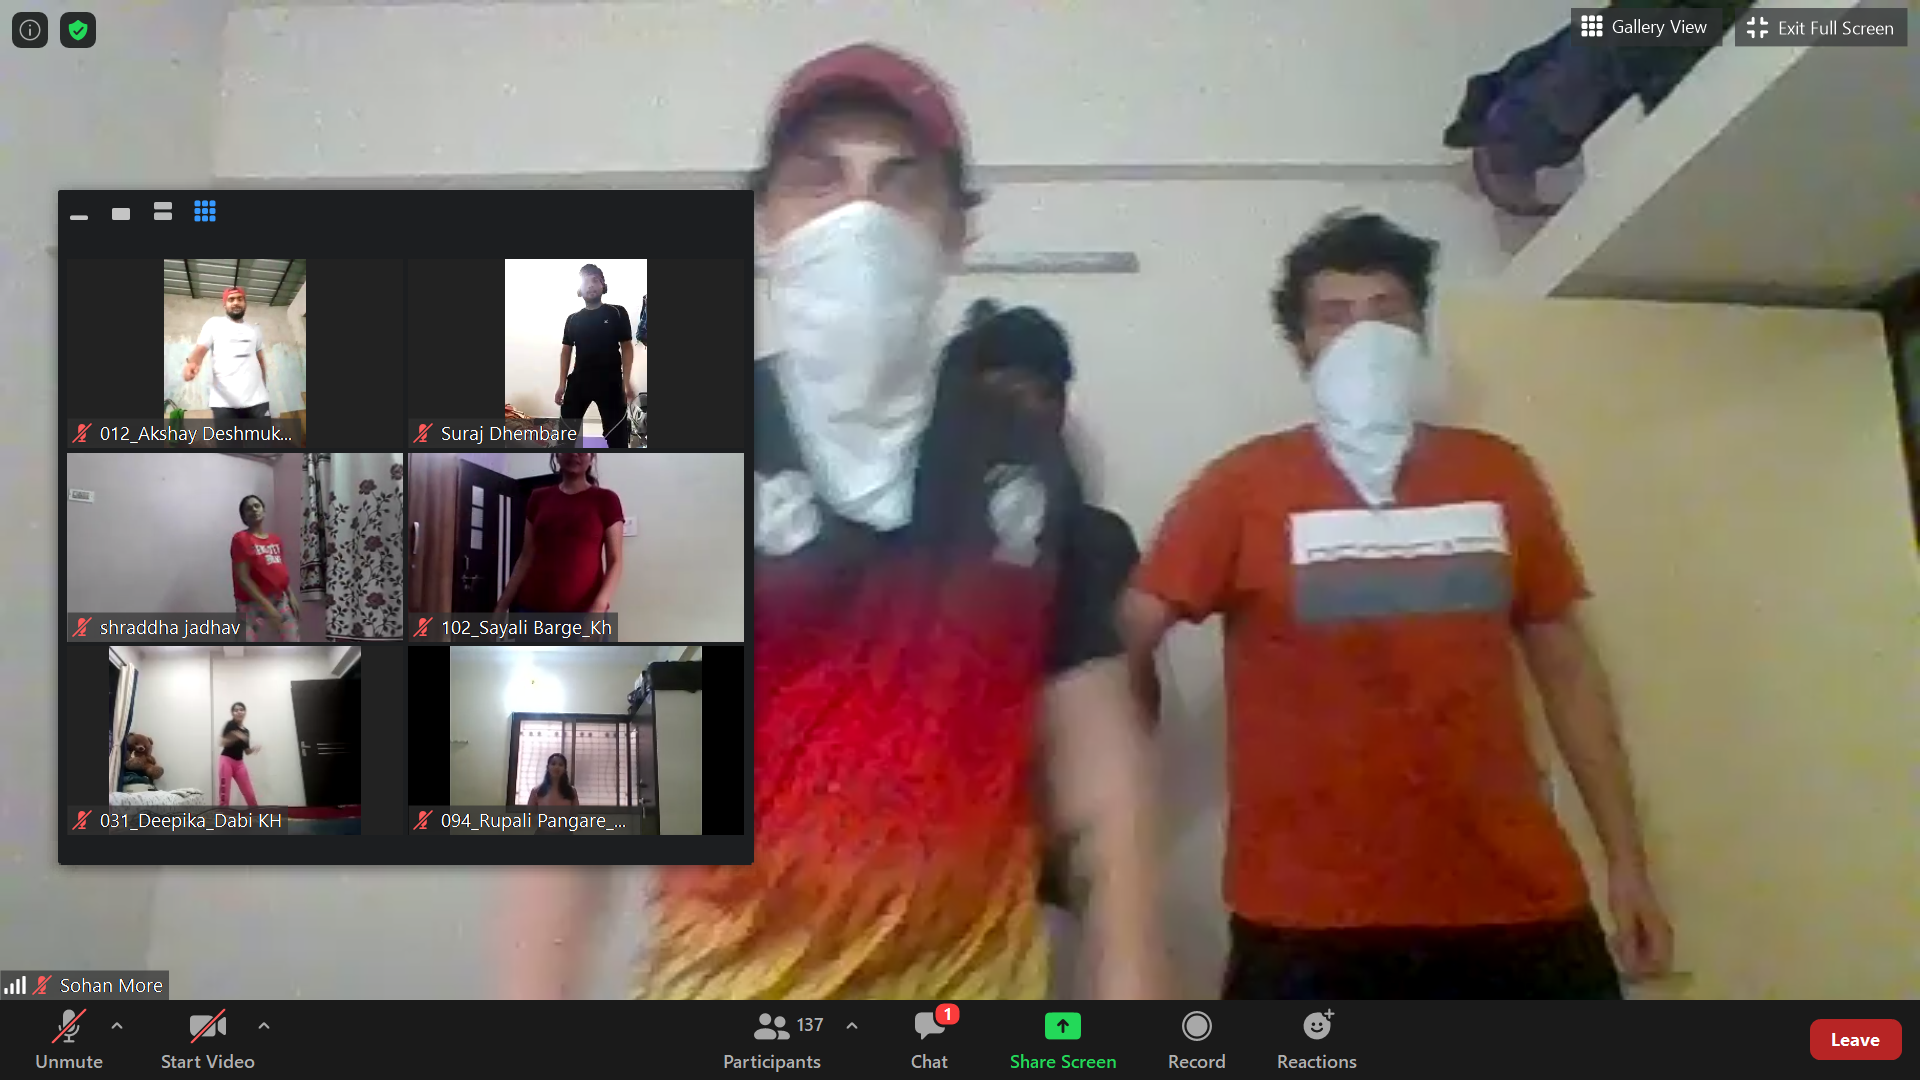 Gallery View
Exit Full Screen
012_Akshay Deshmuk...
Suraj Dhembare
shraddha jadhav
102_Sayali Barge_Kh
031_Deepika_Dabi KH
094_Rupali Pangare_...
Sohan More
Unmute
Start Video
137
Participants
1
Chat
Share Screen
Record
Reactions
Leave